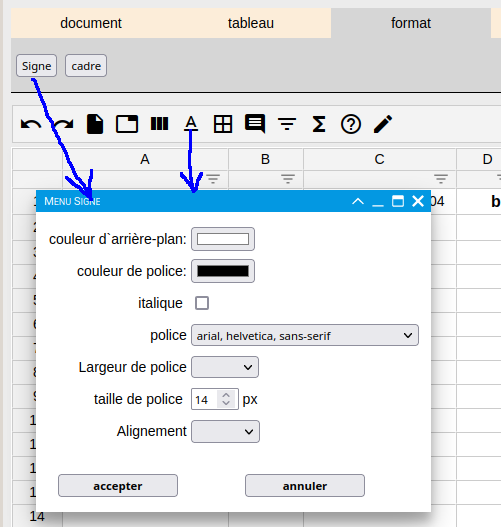 document tableau format
Signe cadre
A B C D
1 04 b
Menu Signe
couleur d`arrière-plan:
couleur de police:
italique
police arial, helvetica, sans-serif
Largeur de police
taille de police 14 px
Alignement
accepter annuler
14